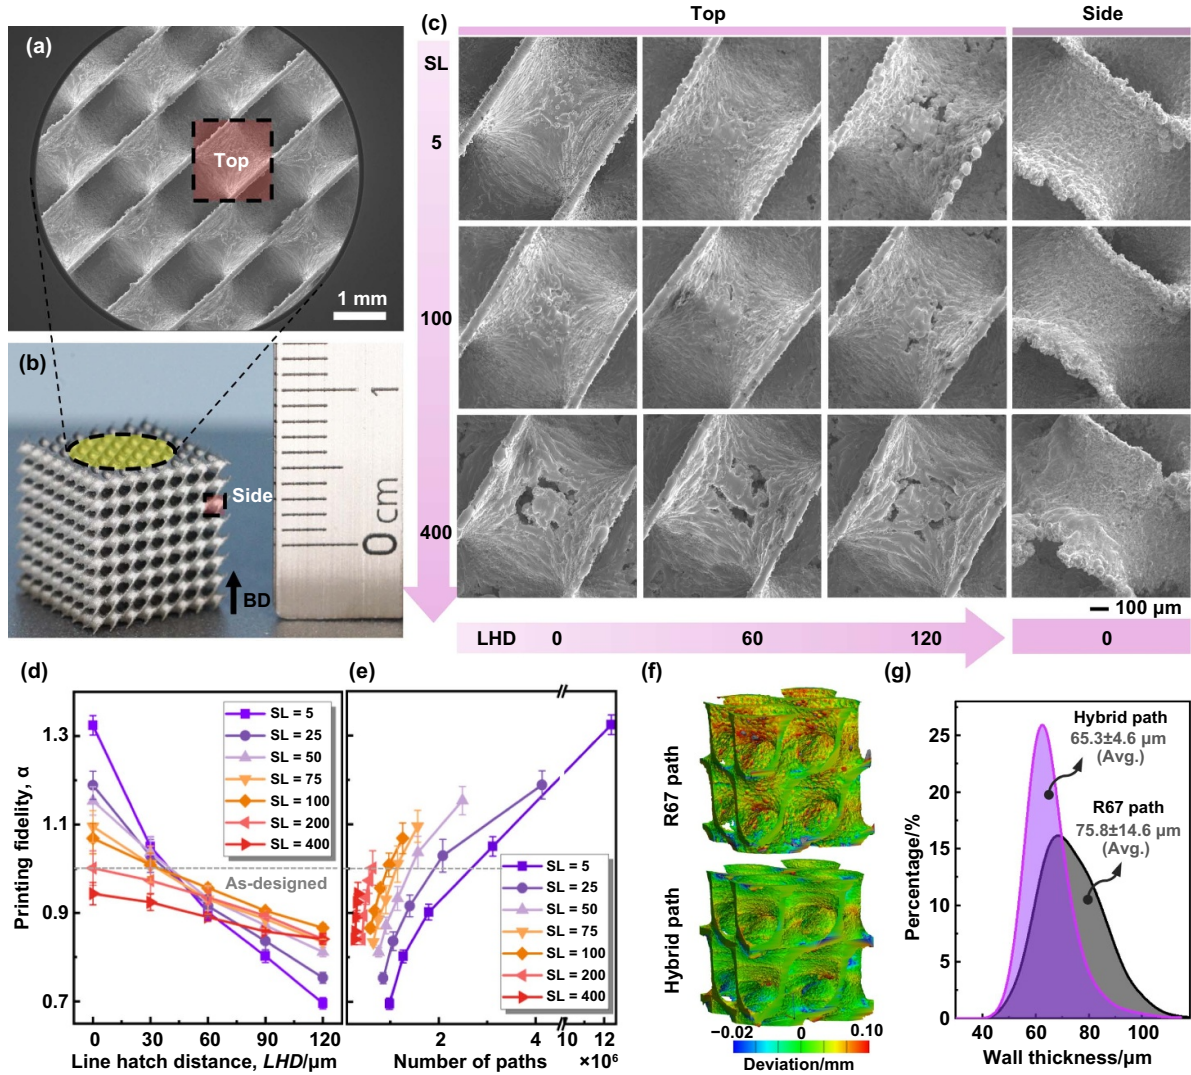 (a)
Top
1 mm
(b)
1
0 cm
Side
BD
(c)
Top
Side
SL
5
100
400
100 µm
LHD 0 60 120 0
(d)
Printing fidelity, α
1.3
1.1
0.9
0.7
SL = 5
SL = 25
SL = 50
SL = 75
SL = 100
SL = 200
SL = 400
As-designed
0 30 60 90 120
Line hatch distance, LHD/µm
(e)
SL = 5
SL = 25
SL = 50
SL = 75
SL = 100
SL = 200
SL = 400
2 4 10 12
×10⁶
Number of paths
(f)
R67 path
Hybrid path
−0.02 0 0.10
Deviation/mm
(g)
Percentage/%
25
20
15
10
5
0
Hybrid path
65.3±4.6 µm
(Avg.)
R67 path
75.8±14.6 µm
(Avg.)
40 60 80 100
Wall thickness/µm